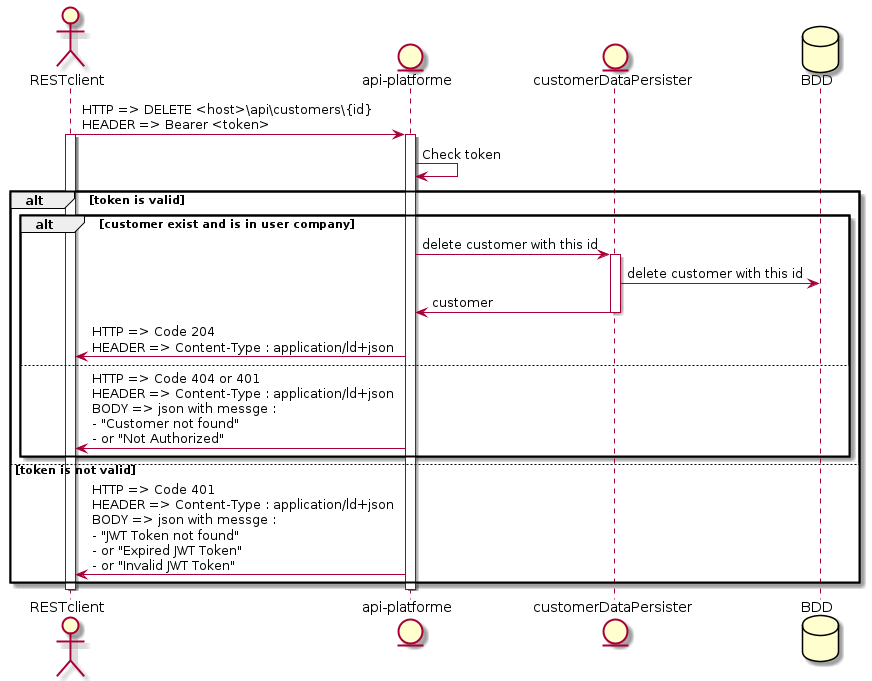 RESTclient
api-platforme
customerDataPersister
BDD
HTTP => DELETE <host>\api\customers\{id}
HEADER => Bearer <token>
Check token
alt
[token is valid]
alt
[customer exist and is in user company]
delete customer with this id
delete customer with this id
customer
HTTP => Code 204
HEADER => Content-Type : application/ld+json
HTTP => Code 404 or 401
HEADER => Content-Type : application/ld+json
BODY => json with messge :
- "Customer not found"
- or "Not Authorized"
[token is not valid]
HTTP => Code 401
HEADER => Content-Type : application/ld+json
BODY => json with messge :
- "JWT Token not found"
- or "Expired JWT Token"
- or "Invalid JWT Token"
RESTclient
api-platforme
customerDataPersister
BDD